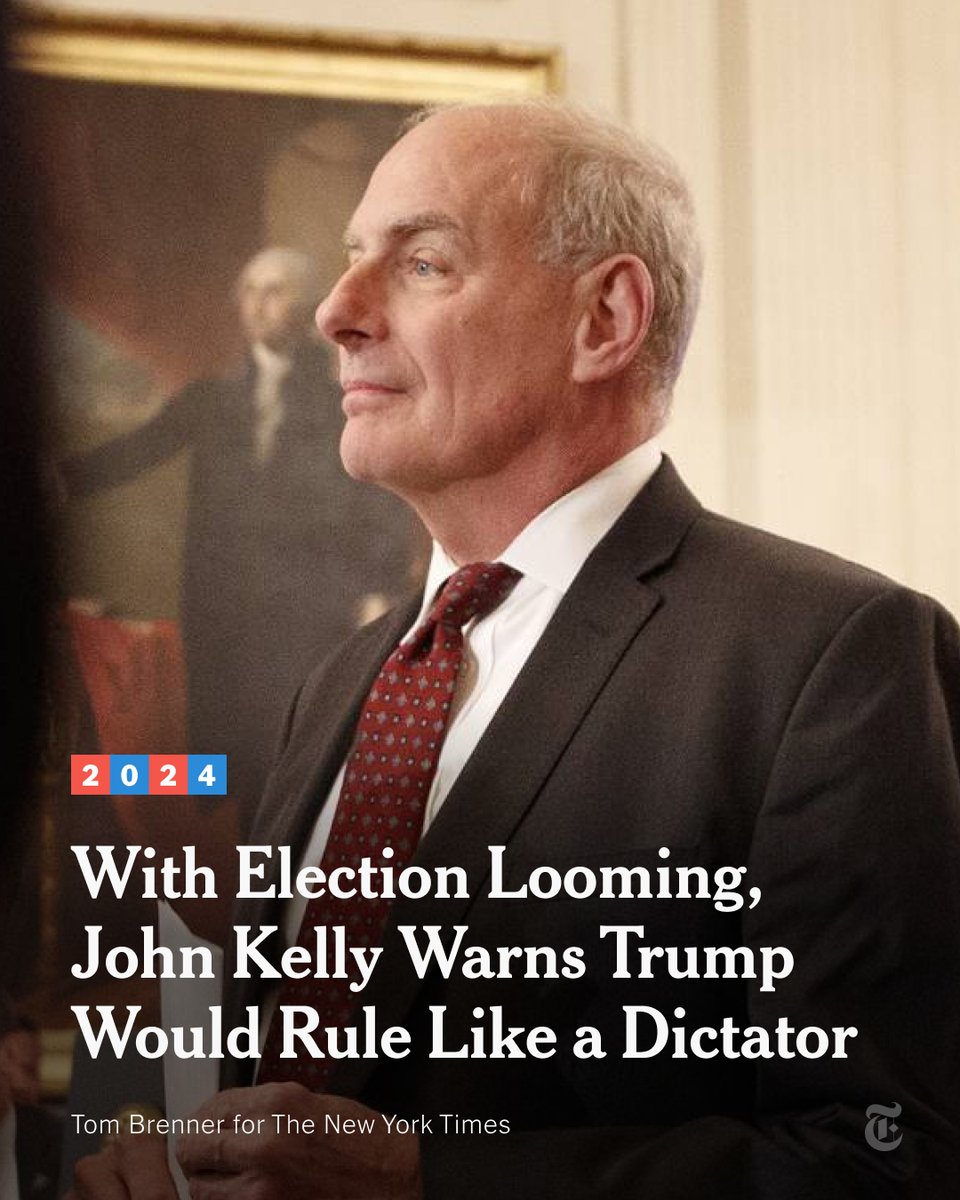 2024
With Election Looming,
John Kelly Warns Trump
Would Rule Like a Dictator
Tom Brenner for The New York Times
T